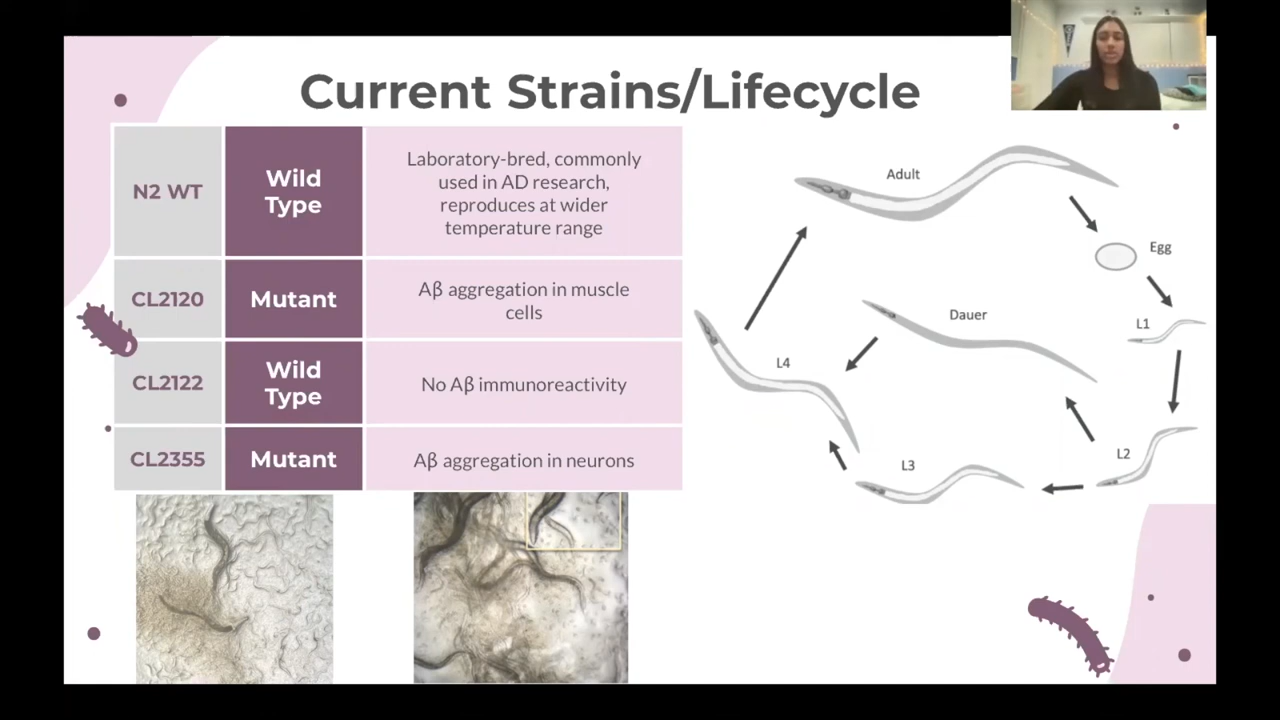 Current Strains/Lifecycle
N2 WT
Wild
Type
Laboratory-bred, commonly
used in AD research,
reproduces at wider
temperature range
CL2120
Mutant
Aβ aggregation in muscle
cells
CL2122
Wild
Type
No Aβ immunoreactivity
CL2355
Mutant
Aβ aggregation in neurons
Adult
Egg
L1
Dauer
L4
L2
L3